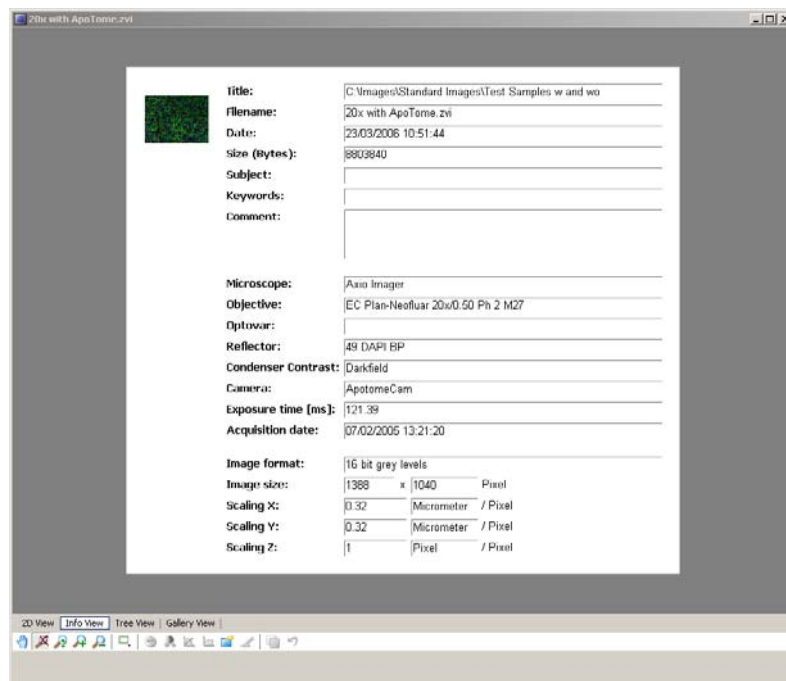 20x with ApoTome.zvi
Title: C:\Images\Standard Images\Test Samples w and wo
Filename: 20x with ApoTome.zvi
Date: 23/03/2006 10:51:44
Size (Bytes): 8803840
Subject:
Keywords:
Comment:
Microscope: Axio Imager
Objective: EC Plan-Neofluar 20x/0.50 Ph 2 M27
Optovar:
Reflector: 49 DAPI BP
Condenser Contrast: Darkfield
Camera: ApotomeCam
Exposure time [ms]: 121.39
Acquisition date: 07/02/2005 13:21:20
Image format: 16 bit grey levels
Image size: 1388 x 1040 Pixel
Scaling X: 0.32 Micrometer / Pixel
Scaling Y: 0.32 Micrometer / Pixel
Scaling Z: 1 Pixel / Pixel
2D View | Info View | Tree View | Gallery View |